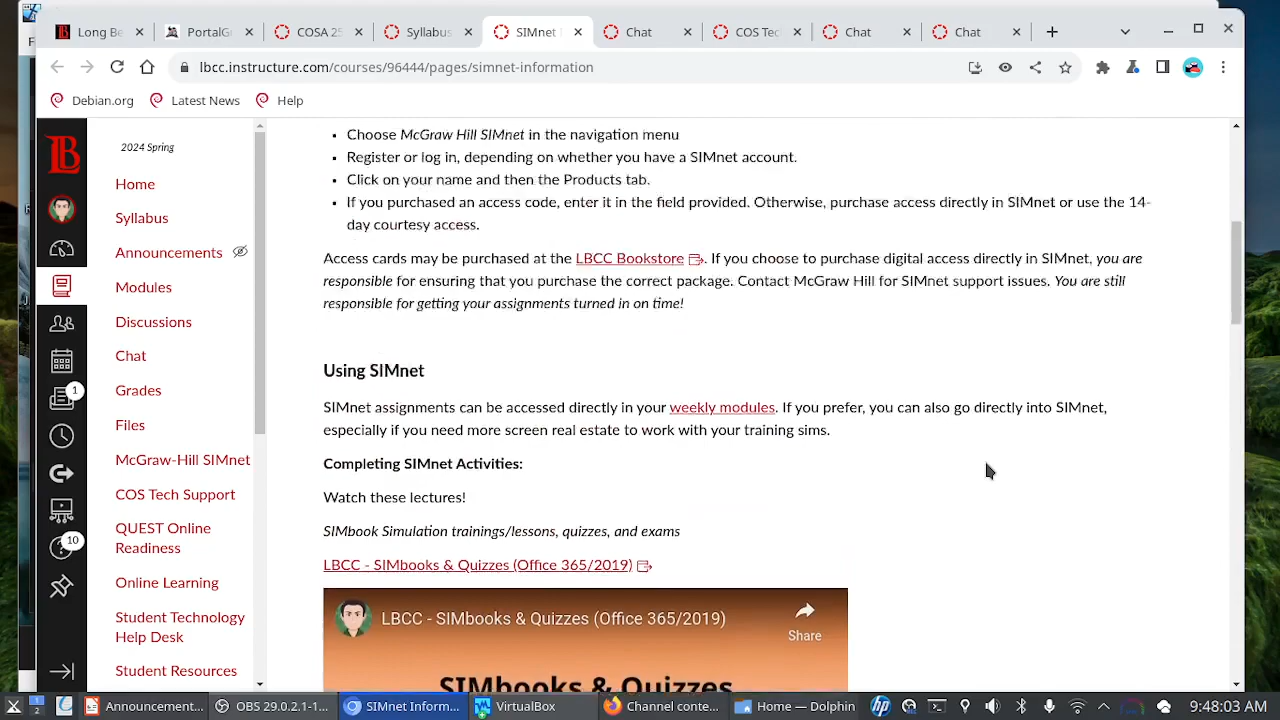 Long Be
PortalG
COSA 25
Syllabus
SIMnet
Chat
COS Tec
Chat
Chat
lbcc.instructure.com/courses/96444/pages/simnet-information
Debian.org
Latest News
Help
2024 Spring
Home
Syllabus
Announcements
Modules
Discussions
Chat
Grades
Files
McGraw-Hill SIMnet
COS Tech Support
QUEST Online
Readiness
Online Learning
Student Technology
Help Desk
Student Resources
1
10
Choose McGraw Hill SIMnet in the navigation menu
Register or log in, depending on whether you have a SIMnet account.
Click on your name and then the Products tab.
If you purchased an access code, enter it in the field provided. Otherwise, purchase access directly in SIMnet or use the 14-
day courtesy access.
Access cards may be purchased at the LBCC Bookstore. If you choose to purchase digital access directly in SIMnet, you are
responsible for ensuring that you purchase the correct package. Contact McGraw Hill for SIMnet support issues. You are still
responsible for getting your assignments turned in on time!
Using SIMnet
SIMnet assignments can be accessed directly in your weekly modules. If you prefer, you can also go directly into SIMnet,
especially if you need more screen real estate to work with your training sims.
Completing SIMnet Activities:
Watch these lectures!
SIMbook Simulation trainings/lessons, quizzes, and exams
LBCC - SIMbooks & Quizzes (Office 365/2019)
LBCC - SIMbooks & Quizzes (Office 365/2019)
Share
SIMbooks & Quizzes
1
2
Announcement...
OBS 29.0.2.1-1...
SIMnet Inform...
VirtualBox
Channel conte...
Home — Dolphin
09:48:03 AM